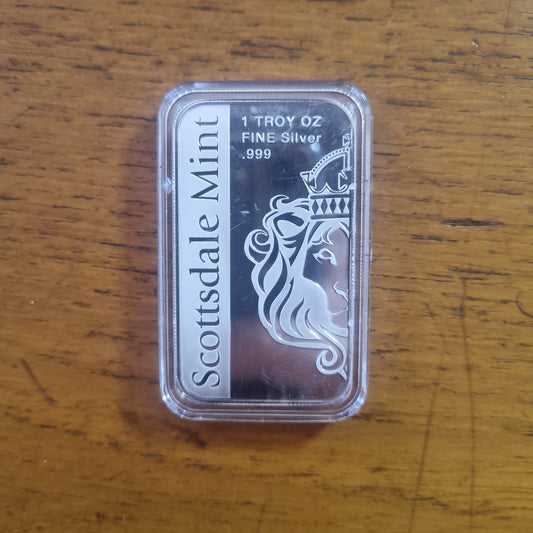 1 TROY OZ
FINE Silver
.999
Scottsdale Mint